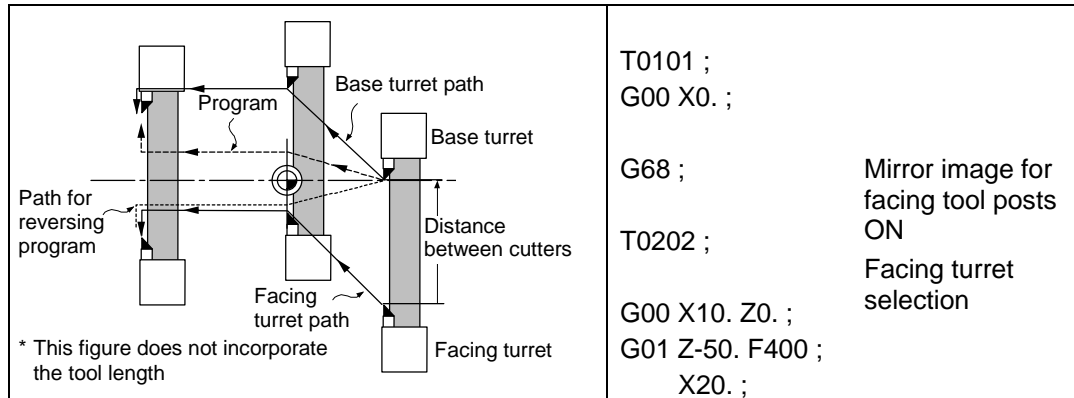 Base turret path
Program
Base turret
Path for
reversing
program
Distance
between cutters
Facing
turret path
Facing turret
* This figure does not incorporate
the tool length
T0101 ;
G00 X0. ;
G68 ;
Mirror image for
facing tool posts
ON
T0202 ;
Facing turret
selection
G00 X10. Z0. ;
G01 Z-50. F400 ;
X20. ;